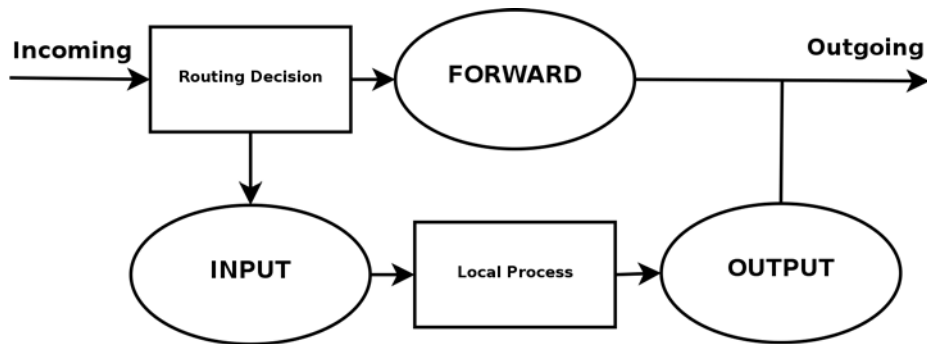 Incoming
Routing Decision
FORWARD
Outgoing
INPUT
Local Process
OUTPUT